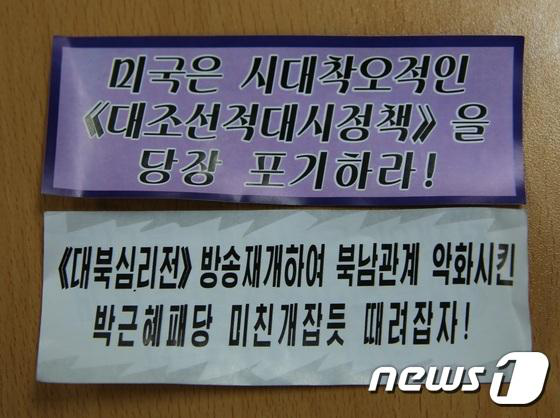 미국은 시대착오적인
《대조선적대시정책》을
당장 포기하라!
《대북심리전》 방송재개하여 북남관계 악화시킨
박근혜패당 미친개잡듯 때려잡자!
news1